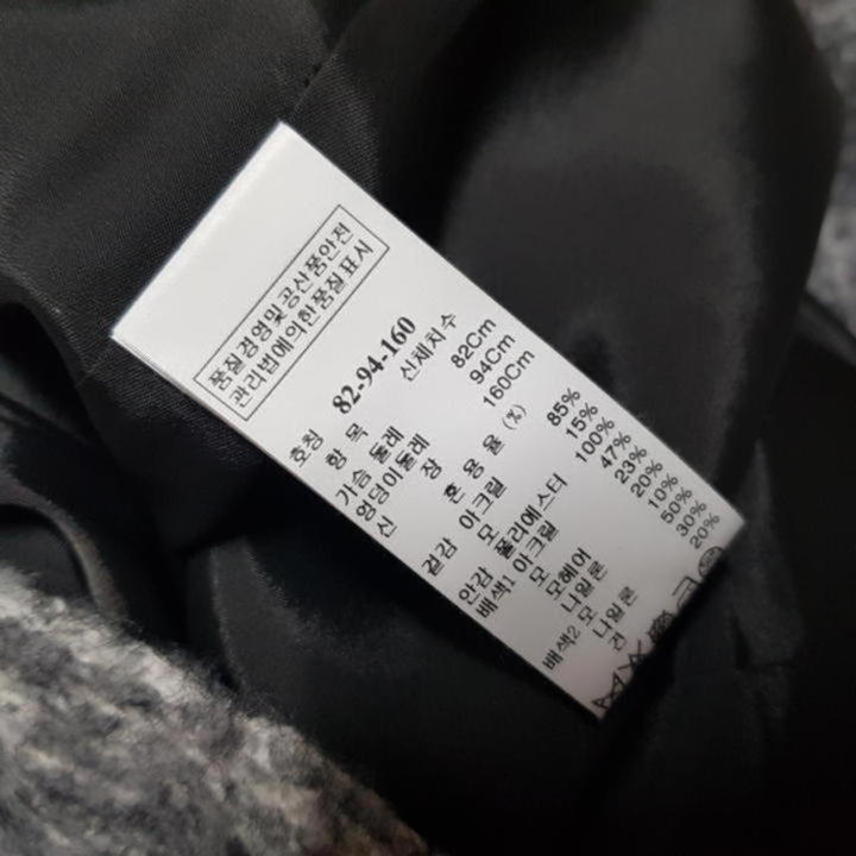 품질경영및공산품안전
관리법에의한품질표시
호칭 82-94-160
항 목 신체치수
가슴 둘레 82Cm
엉덩이둘레 94Cm
신 장 160Cm
혼 용 율 (%)
겉감 아크릴 85%
모 15%
안감 폴리에스터 100%
배색1 아크릴 47%
모 23%
모헤어 20%
나일론 10%
배색2 모 50%
나일론 30%
견 20%